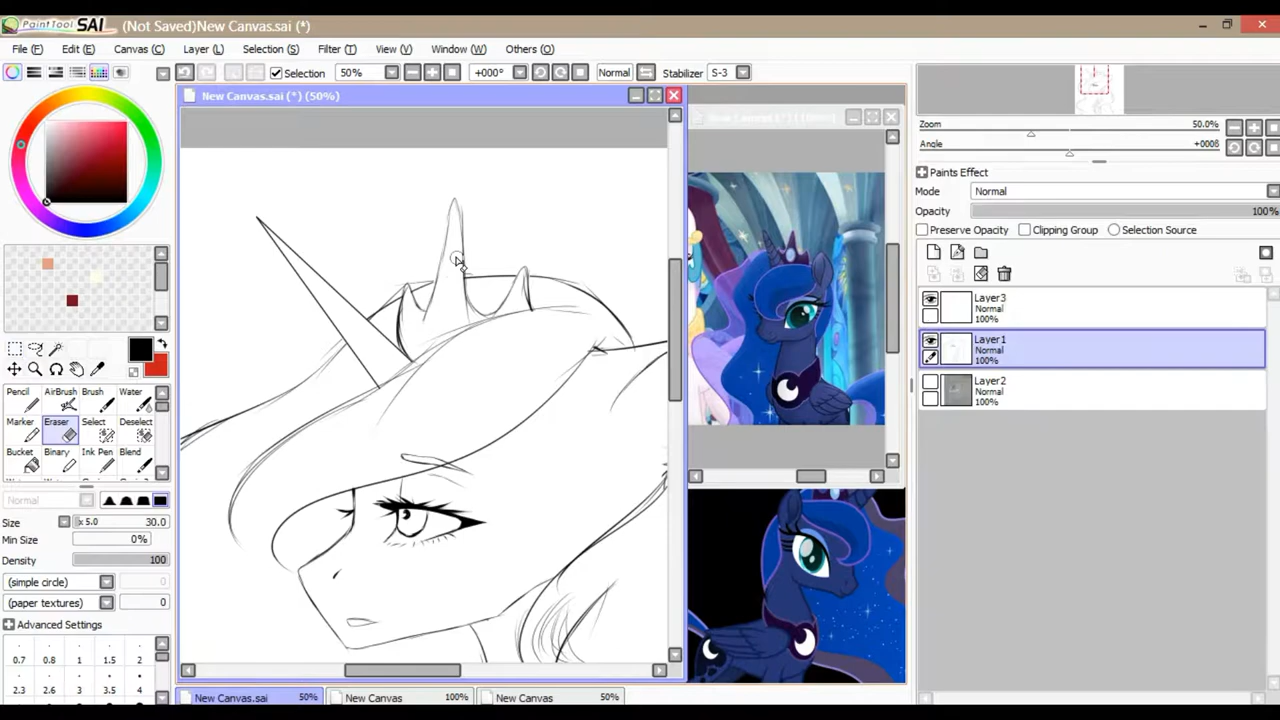 PaintTool SAI (Not Saved)New Canvas.sai (*)
File (F) Edit (E) Canvas (C) Layer (L) Selection (S) Filter (T) View (V) Window (W) Others (O)
Selection 50% +000° Normal Stabilizer S-3
New Canvas.sai (*) (50%)
Zoom 50.0%
Angle +000θ
Paints Effect
Mode Normal
Opacity 100%
Preserve Opacity Clipping Group Selection Source
Layer3
Normal
100%
Layer1
Normal
100%
Layer2
Normal
100%
Pencil AirBrush Brush Water
Marker Eraser Select Deselect
Bucket Binary Ink Pen Blend
Normal
Size x 5.0 30.0
Min Size 0%
Density 100
(simple circle) 0
(paper textures) 0
Advanced Settings
0.7 0.8 1 1.5 2
2.3 2.6 3 3.5 4
New Canvas.sai 50% New Canvas 100% New Canvas 50%